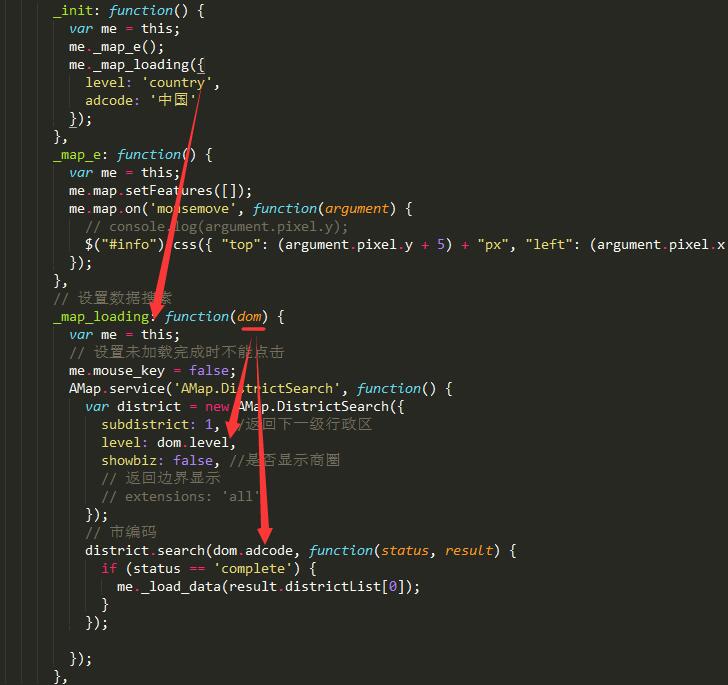 _init: function() {
var me = this;
me._map_e();
me._map_loading({
level: 'country',
adcode: '中国'
});
},
_map_e: function() {
var me = this;
me.map.setFeatures([]);
me.map.on('mousemove', function(argument) {
// console.log(argument.pixel.y);
$("#info").css({ "top": (argument.pixel.y + 5) + "px", "left": (argument.pixel.x
});
},
// 设置数据搜索
_map_loading: function(dom) {
var me = this;
// 设置未加载完成时不能点击
me.mouse_key = false;
AMap.service('AMap.DistrictSearch', function() {
var district = new AMap.DistrictSearch({
subdistrict: 1, //返回下一级行政区
level: dom.level,
showbiz: false, //是否显示商圈
// 返回边界显示
// extensions: 'all'
});
// 市编码
district.search(dom.adcode, function(status, result) {
if (status == 'complete') {
me._load_data(result.districtList[0]);
}
});
});
},